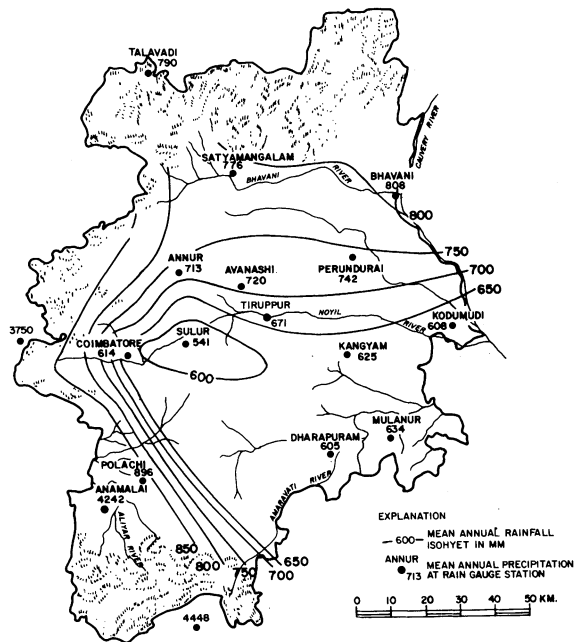 TALAVADI
790
SATYAMANGALAM
776
BHAVANI
RIVER
CAUVERY RIVER
BHAVANI
808
800
750
ANNUR
713
AVANASHI
720
PERUNDURAI
742
700
650
TIRUPPUR
671
NOYIL
RIVER
KODUMUDI
608
3750
COIMBATORE
614
SULUR
541
600
KANGYAM
625
MULANUR
634
DHARAPURAM
605
POLACHI
896
ANAMALAI
4242
ALIYAR RIVER
AMARAVATI RIVER
850
800
750
700
650
4448
EXPLANATION
—600— MEAN ANNUAL RAINFALL
ISOHYET IN MM
ANNUR
713
MEAN ANNUAL PRECIPITATION
AT RAIN GAUGE STATION
0 10 20 30 40 50 KM.